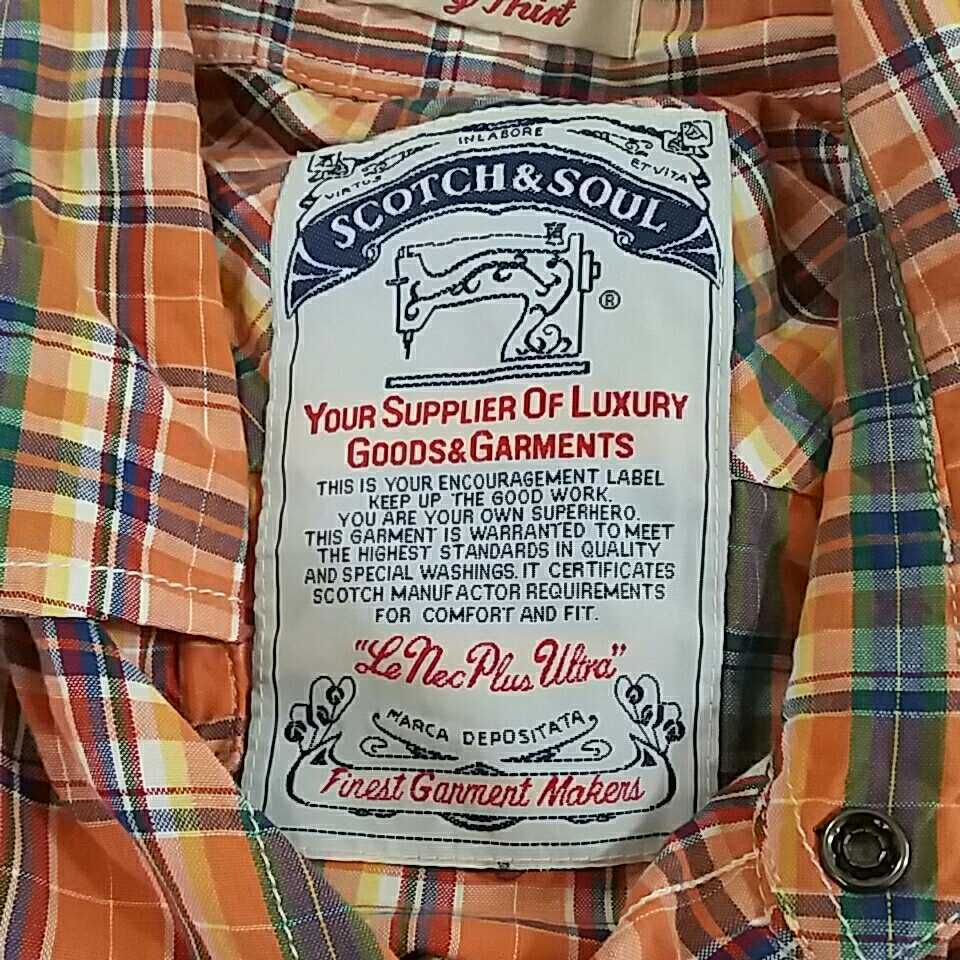 y Shirt
INLABORE
VIRTUS ET VITA
SCOTCH & SOUL
®
YOUR SUPPLIER OF LUXURY
GOODS&GARMENTS
THIS IS YOUR ENCOURAGEMENT LABEL
KEEP UP THE GOOD WORK.
YOU ARE YOUR OWN SUPERHERO.
THIS GARMENT IS WARRANTED TO MEET
THE HIGHEST STANDARDS IN QUALITY
AND SPECIAL WASHINGS. IT CERTIFICATES
SCOTCH MANUFACTOR REQUIREMENTS
FOR COMFORT AND FIT.
"Le Nec Plus Ultra"
MARCA DEPOSITATA
Finest Garment Makers